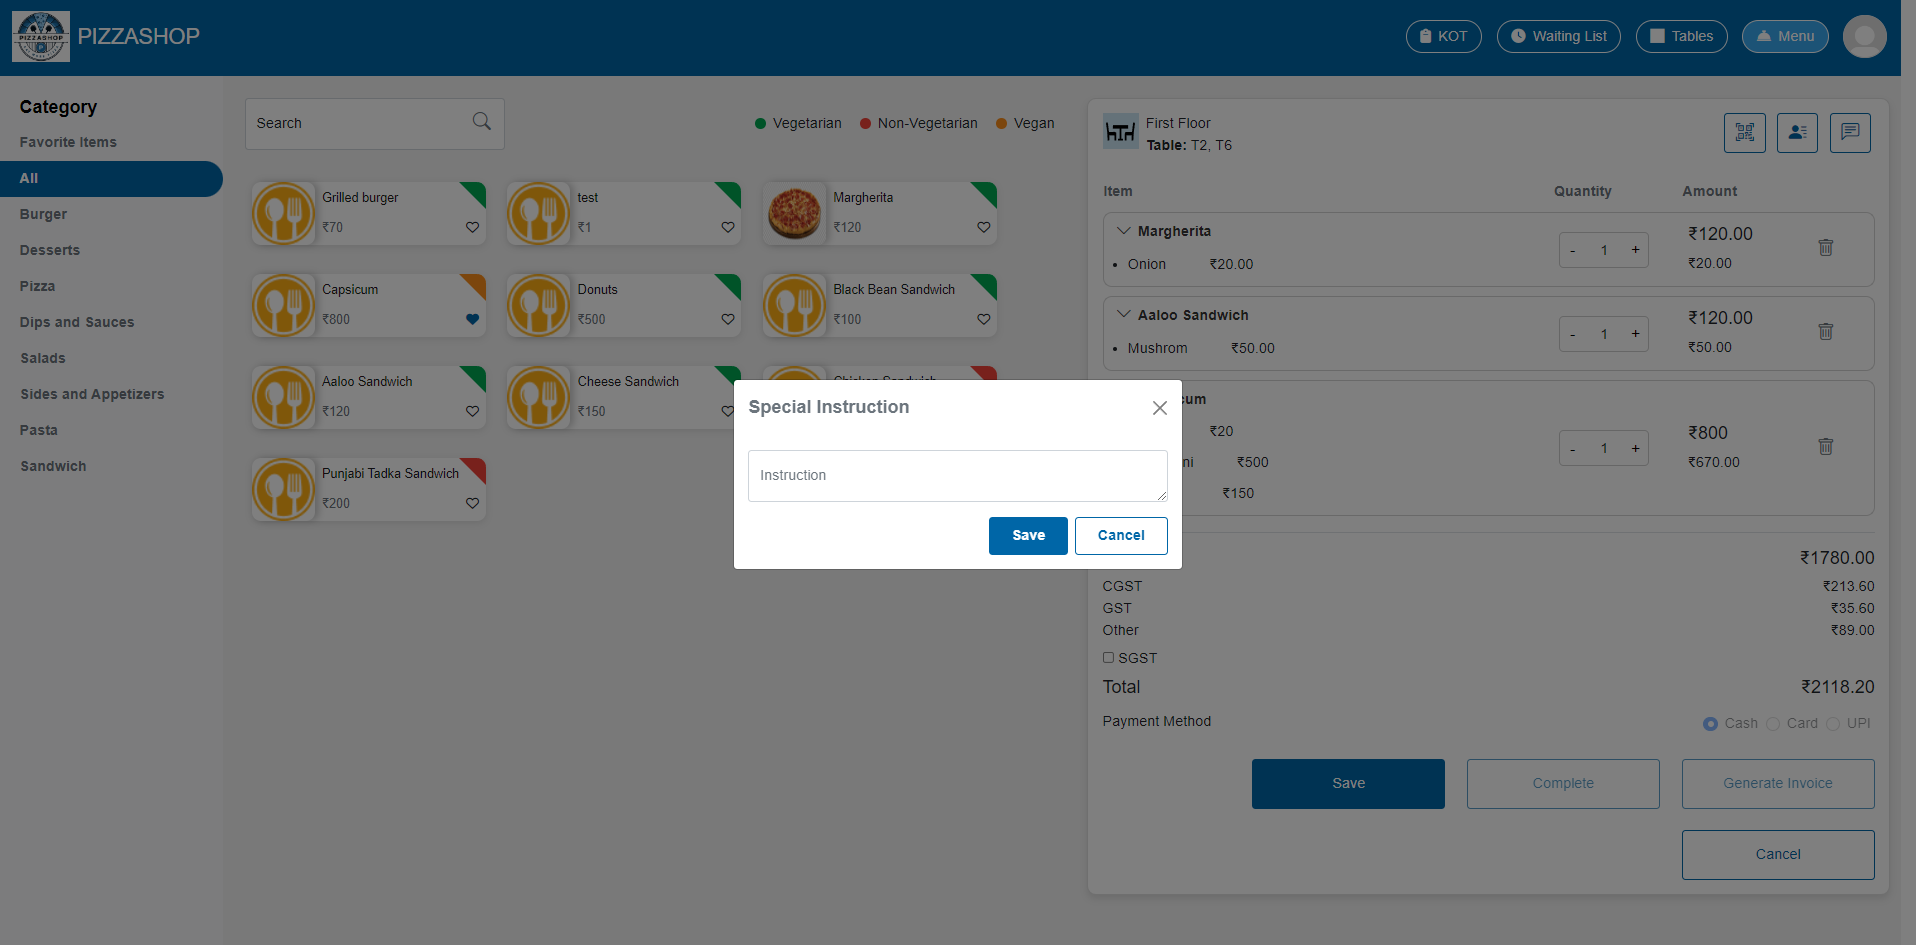 PIZZASHOP
PIZZASHOP
KOT
Waiting List
Tables
Menu
Category
Favorite Items
All
Burger
Desserts
Pizza
Dips and Sauces
Salads
Sides and Appetizers
Pasta
Sandwich
Search
Vegetarian
Non-Vegetarian
Vegan
Grilled burger
₹70
test
₹1
Margherita
₹120
Capsicum
₹800
Donuts
₹500
Black Bean Sandwich
₹100
Aaloo Sandwich
₹120
Cheese Sandwich
₹150
Chicken Sandwich
Punjabi Tadka Sandwich
₹200
Special Instruction
Instruction
Save
Cancel
First Floor
Table: T2, T6
Item Quantity Amount
Margherita
- 1 +
₹120.00
Onion ₹20.00
₹20.00
Aaloo Sandwich
- 1 +
₹120.00
Mushrom ₹50.00
₹50.00
cum
₹20
- 1 +
₹800
ni ₹500
₹670.00
₹150
₹1780.00
CGST ₹213.60
GST ₹35.60
Other ₹89.00
SGST
Total ₹2118.20
Payment Method
Cash Card UPI
Save
Complete
Generate Invoice
Cancel